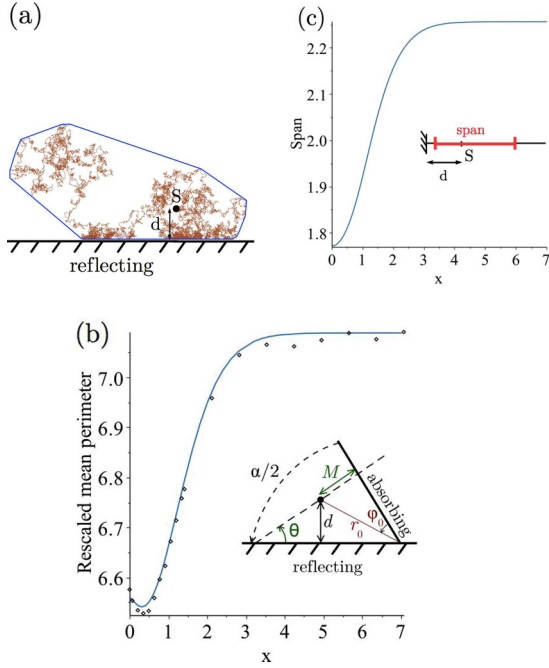 (a)
S
d
reflecting
(c)
Span
2.2
2.1
2.0
1.9
1.8
span
S
d
0 1 2 3 4 5 6 7
x
(b)
Rescaled mean perimeter
7.0
6.8
6.7
6.6
α/2
M
absorbing
θ
d
r₀
φ₀
reflecting
0 1 2 3 4 5 6 7
x